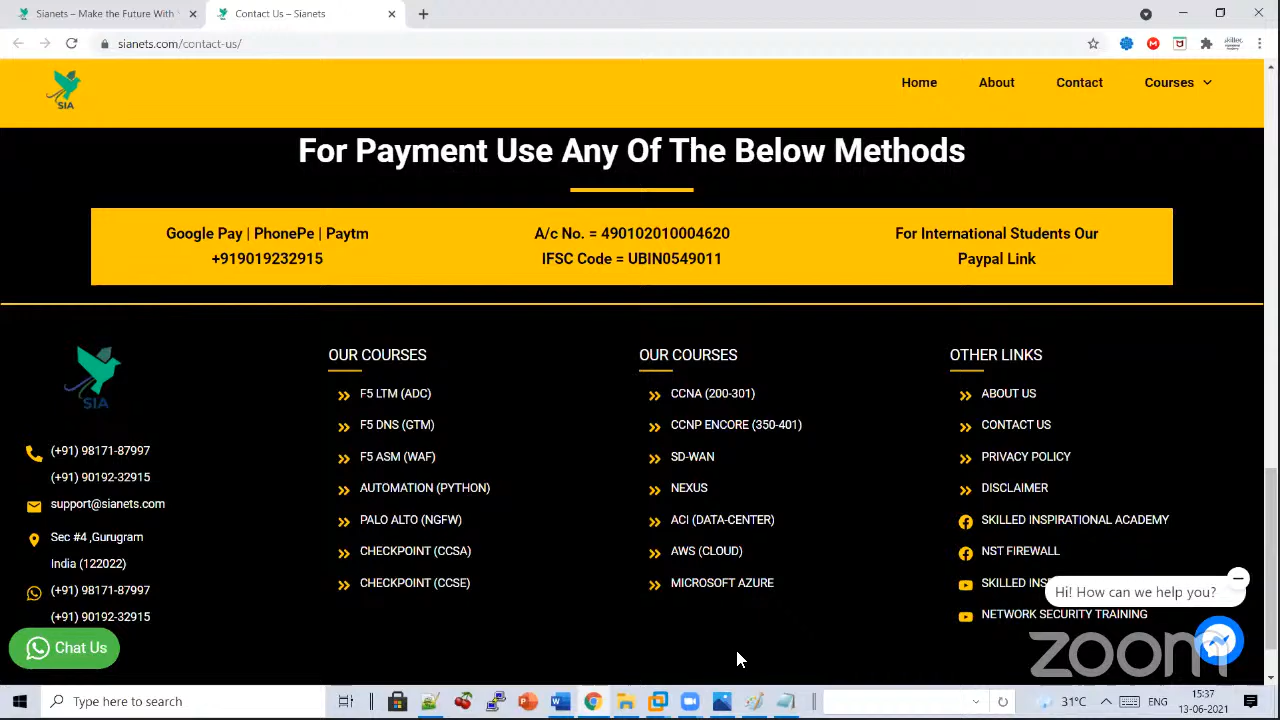 Sianets – Make the Future With
Contact Us – Sianets
sianets.com/contact-us/
SIA
Home
About
Contact
Courses
For Payment Use Any Of The Below Methods
Google Pay | PhonePe | Paytm
+919019232915
A/c No. = 490102010004620
IFSC Code = UBIN0549011
For International Students Our
Paypal Link
SIA
(+91) 98171-87997
(+91) 90192-32915
support@sianets.com
Sec #4 ,Gurugram
India (122022)
(+91) 98171-87997
(+91) 90192-32915
Chat Us
OUR COURSES
F5 LTM (ADC)
F5 DNS (GTM)
F5 ASM (WAF)
AUTOMATION (PYTHON)
PALO ALTO (NGFW)
CHECKPOINT (CCSA)
CHECKPOINT (CCSE)
OUR COURSES
CCNA (200-301)
CCNP ENCORE (350-401)
SD-WAN
NEXUS
ACI (DATA-CENTER)
AWS (CLOUD)
MICROSOFT AZURE
OTHER LINKS
ABOUT US
CONTACT US
PRIVACY POLICY
DISCLAIMER
SKILLED INSPIRATIONAL ACADEMY
NST FIREWALL
SKILLED INS
Hi! How can we help you?
NETWORK SECURITY TRAINING
zoom
Type here to search
31°C
ENG
15:37
13-06-2021